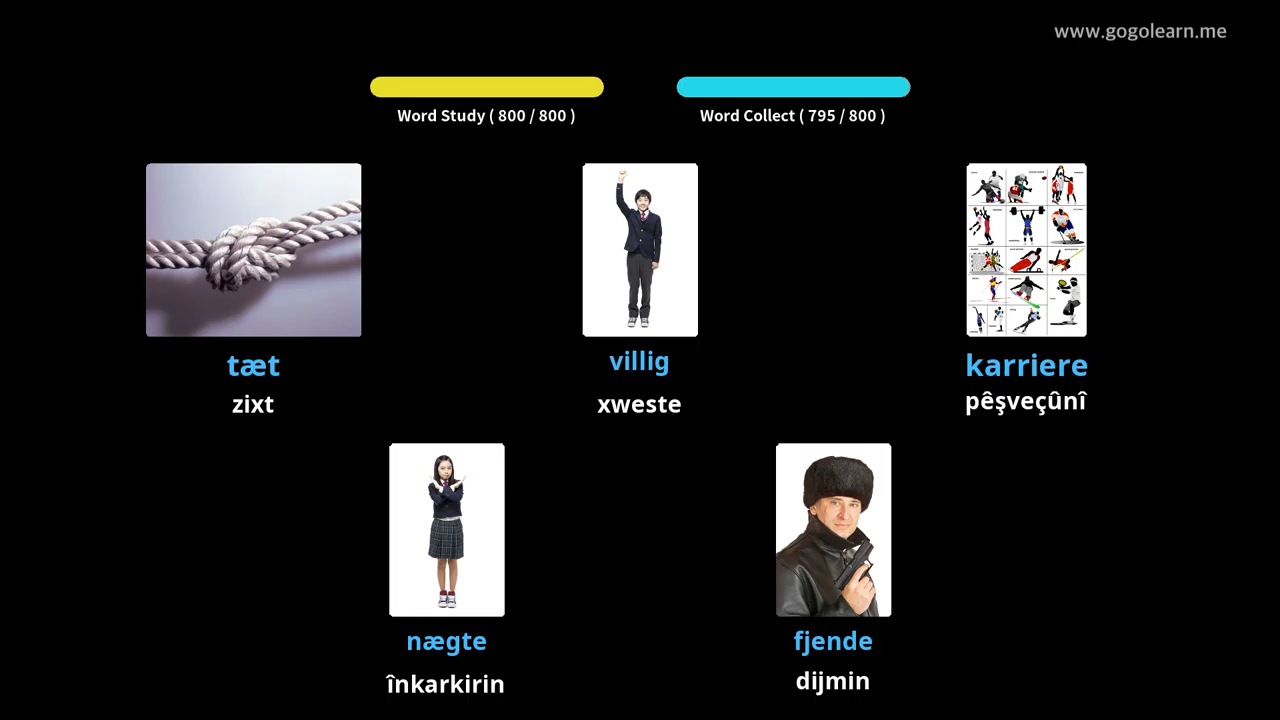 www.gogolearn.me
Word Study ( 800 / 800 )
Word Collect ( 795 / 800 )
tæt
zixt
villig
xweste
karriere
pêşveçûnî
nægte
înkarkirin
fjende
dijmin